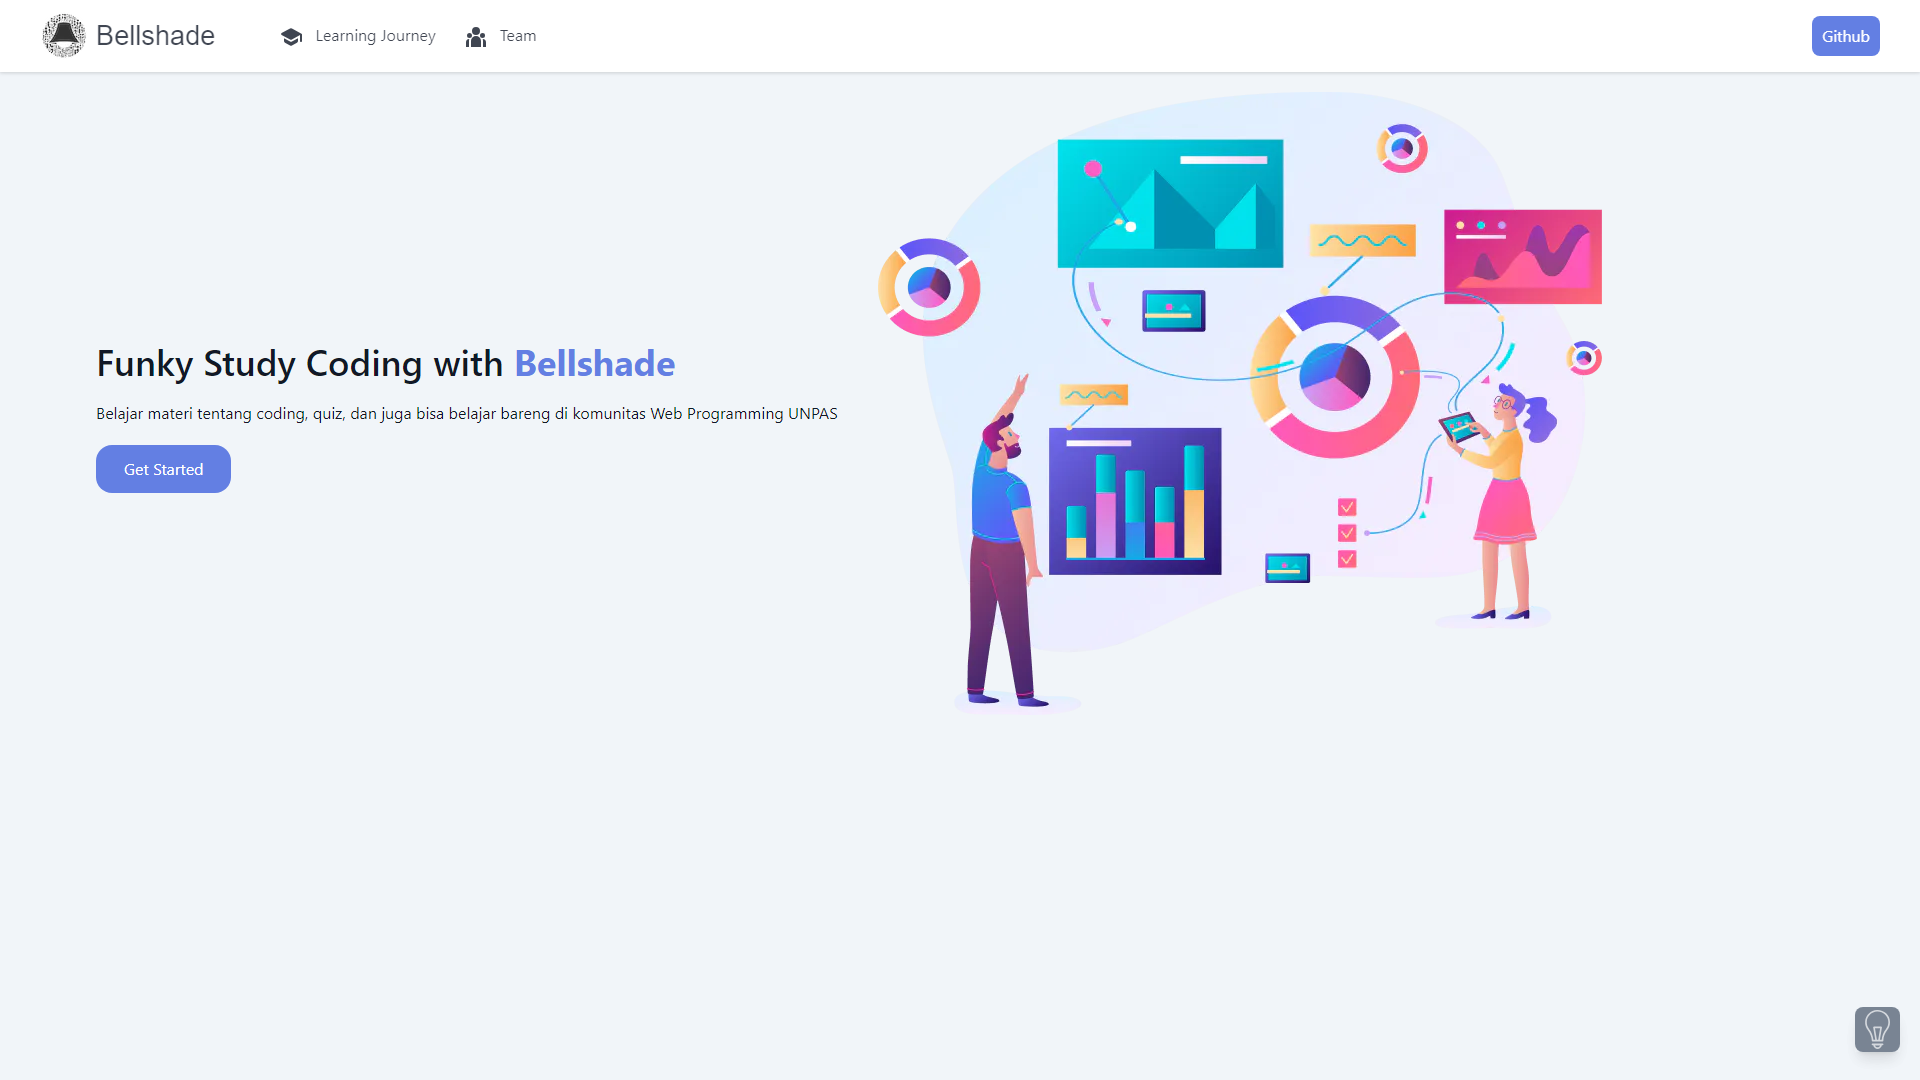 Bellshade
Learning Journey
Team
Github
Funky Study Coding with Bellshade
Belajar materi tentang coding, quiz, dan juga bisa belajar bareng di komunitas Web Programming UNPAS
Get Started